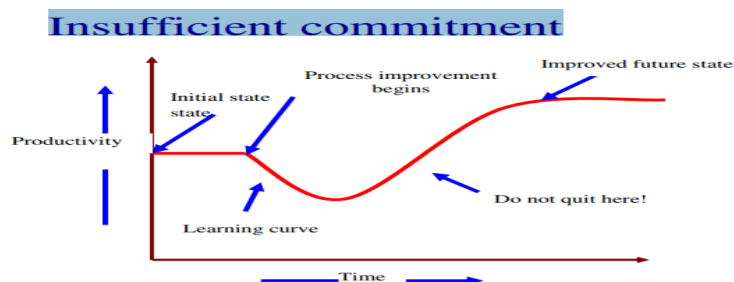 Insufficient commitment
Improved future state
Process improvement
begins
Initial state
state
Productivity
Do not quit here!
Learning curve
Time